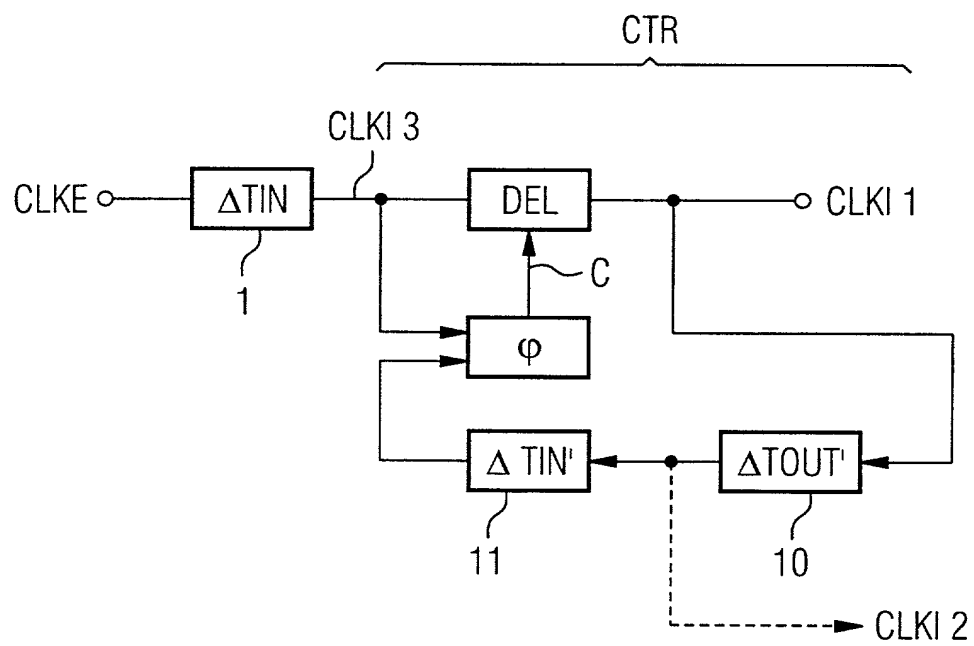 CTR
CLKI 3
CLKE
ΔTIN
DEL
CLKI 1
1
C
φ
Δ TIN'
ΔTOUT'
11
10
CLKI 2